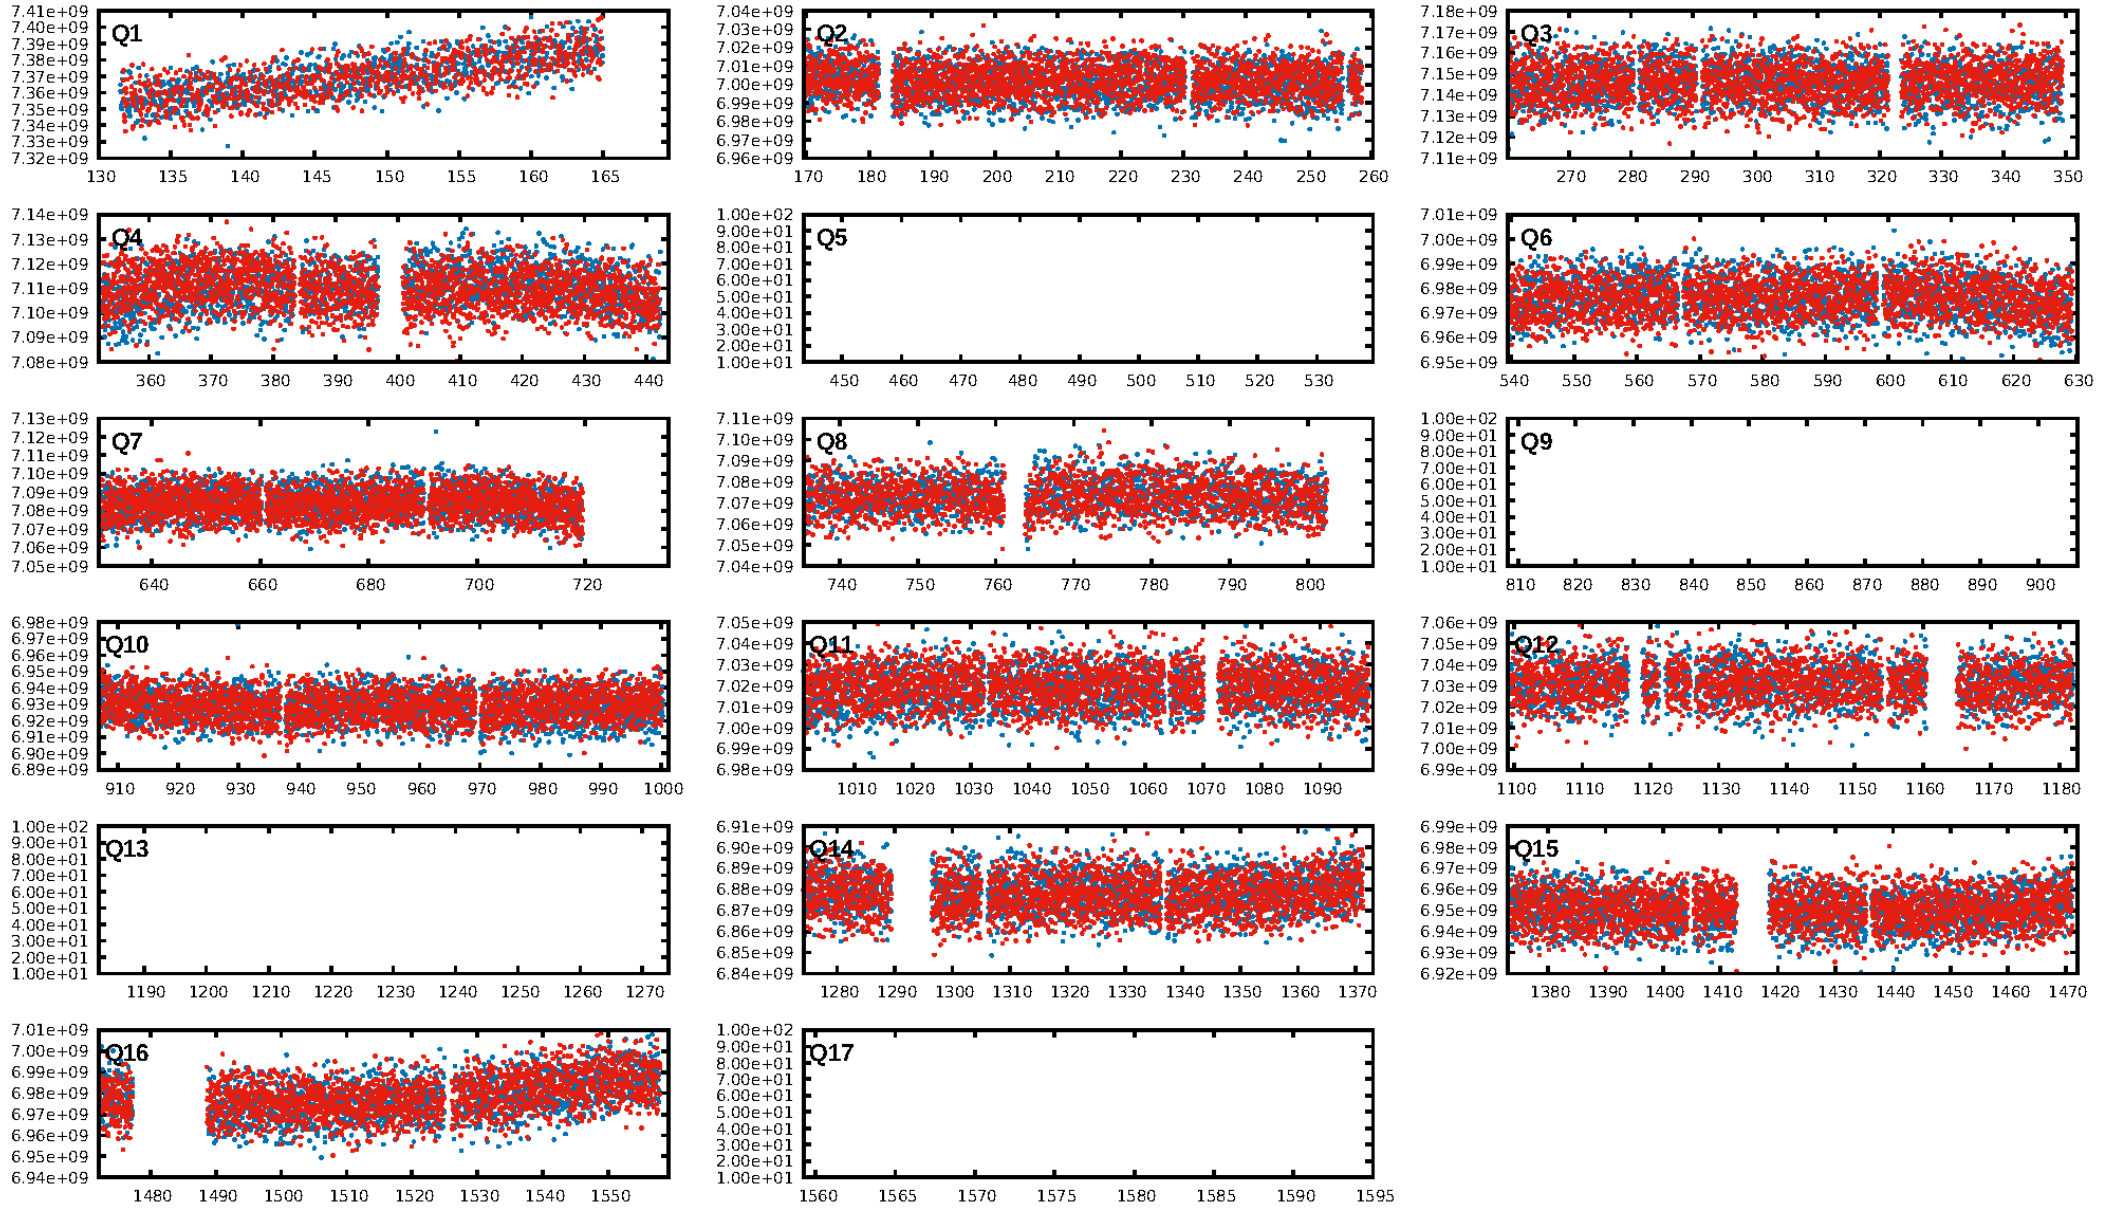 7.41e+09 7.40e+09 7.39e+09 7.38e+09 7.37e+09 7.36e+09 7.35e+09 7.34e+09 7.33e+09 7.32e+09
Q1
130 135 140 145 150 155 160 165
7.04e+09 7.03e+09 7.02e+09 7.01e+09 7.00e+09 6.99e+09 6.98e+09 6.97e+09 6.96e+09
Q2
170 180 190 200 210 220 230 240 250 260
7.18e+09 7.17e+09 7.16e+09 7.15e+09 7.14e+09 7.13e+09 7.12e+09 7.11e+09
Q3
270 280 290 300 310 320 330 340 350
7.14e+09 7.13e+09 7.12e+09 7.11e+09 7.10e+09 7.09e+09 7.08e+09
Q4
360 370 380 390 400 410 420 430 440
1.00e+02 9.00e+01 8.00e+01 7.00e+01 6.00e+01 5.00e+01 4.00e+01 3.00e+01 2.00e+01 1.00e+01
Q5
450 460 470 480 490 500 510 520 530
7.01e+09 7.00e+09 6.99e+09 6.98e+09 6.97e+09 6.96e+09 6.95e+09
Q6
540 550 560 570 580 590 600 610 620 630
7.13e+09 7.12e+09 7.11e+09 7.10e+09 7.09e+09 7.08e+09 7.07e+09 7.06e+09 7.05e+09
Q7
640 660 680 700 720
7.11e+09 7.10e+09 7.09e+09 7.08e+09 7.07e+09 7.06e+09 7.05e+09 7.04e+09
Q8
740 750 760 770 780 790 800
1.00e+02 9.00e+01 8.00e+01 7.00e+01 6.00e+01 5.00e+01 4.00e+01 3.00e+01 2.00e+01 1.00e+01
Q9
810 820 830 840 850 860 870 880 890 900
6.98e+09 6.97e+09 6.96e+09 6.95e+09 6.94e+09 6.93e+09 6.92e+09 6.91e+09 6.90e+09 6.89e+09
Q10
910 920 930 940 950 960 970 980 990 1000
7.05e+09 7.04e+09 7.03e+09 7.02e+09 7.01e+09 7.00e+09 6.99e+09 6.98e+09
Q11
1010 1020 1030 1040 1050 1060 1070 1080 1090
7.06e+09 7.05e+09 7.04e+09 7.03e+09 7.02e+09 7.01e+09 7.00e+09 6.99e+09
Q12
1100 1110 1120 1130 1140 1150 1160 1170 1180
1.00e+02 9.00e+01 8.00e+01 7.00e+01 6.00e+01 5.00e+01 4.00e+01 3.00e+01 2.00e+01 1.00e+01
Q13
1190 1200 1210 1220 1230 1240 1250 1260 1270
6.91e+09 6.90e+09 6.89e+09 6.88e+09 6.87e+09 6.86e+09 6.85e+09 6.84e+09
Q14
1280 1290 1300 1310 1320 1330 1340 1350 1360 1370
6.99e+09 6.98e+09 6.97e+09 6.96e+09 6.95e+09 6.94e+09 6.93e+09 6.92e+09
Q15
1380 1390 1400 1410 1420 1430 1440 1450 1460 1470
7.01e+09 7.00e+09 6.99e+09 6.98e+09 6.97e+09 6.96e+09 6.95e+09 6.94e+09
Q16
1480 1490 1500 1510 1520 1530 1540 1550
1.00e+02 9.00e+01 8.00e+01 7.00e+01 6.00e+01 5.00e+01 4.00e+01 3.00e+01 2.00e+01 1.00e+01
Q17
1560 1565 1570 1575 1580 1585 1590 1595